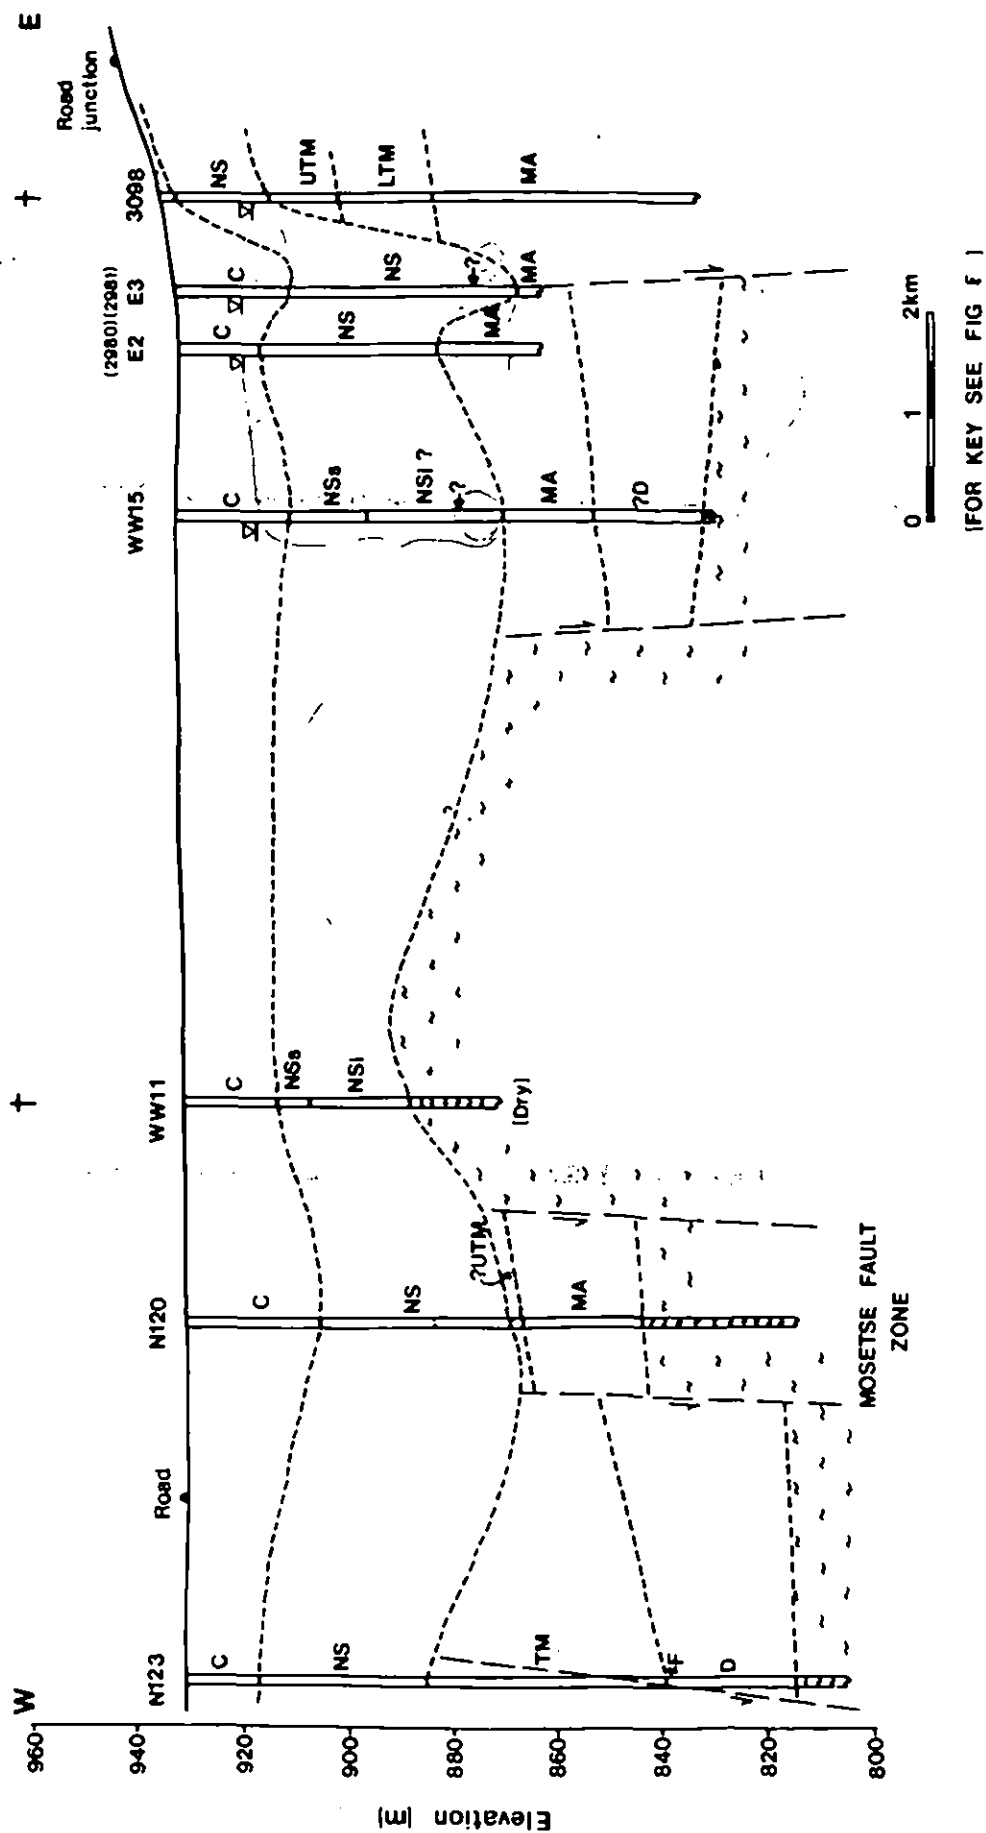 W
E
†
†
N123
Road
N120
WW11
WW15
(2980)(2981)
E2
E3
3098
Road
junction
960
940
920
900
880
860
840
820
800
Elevation (m)
C
NS
TM
F
D
C
NS
?UTM
MA
C
NSs
NSl
(Dry)
C
NSs
NSl ?
?
MA
?D
C
NS
MA
C
NS
?
MA
NS
UTM
LTM
MA
?
MOSETSE FAULT
ZONE
0 1 2km
[FOR KEY SEE FIG F ]